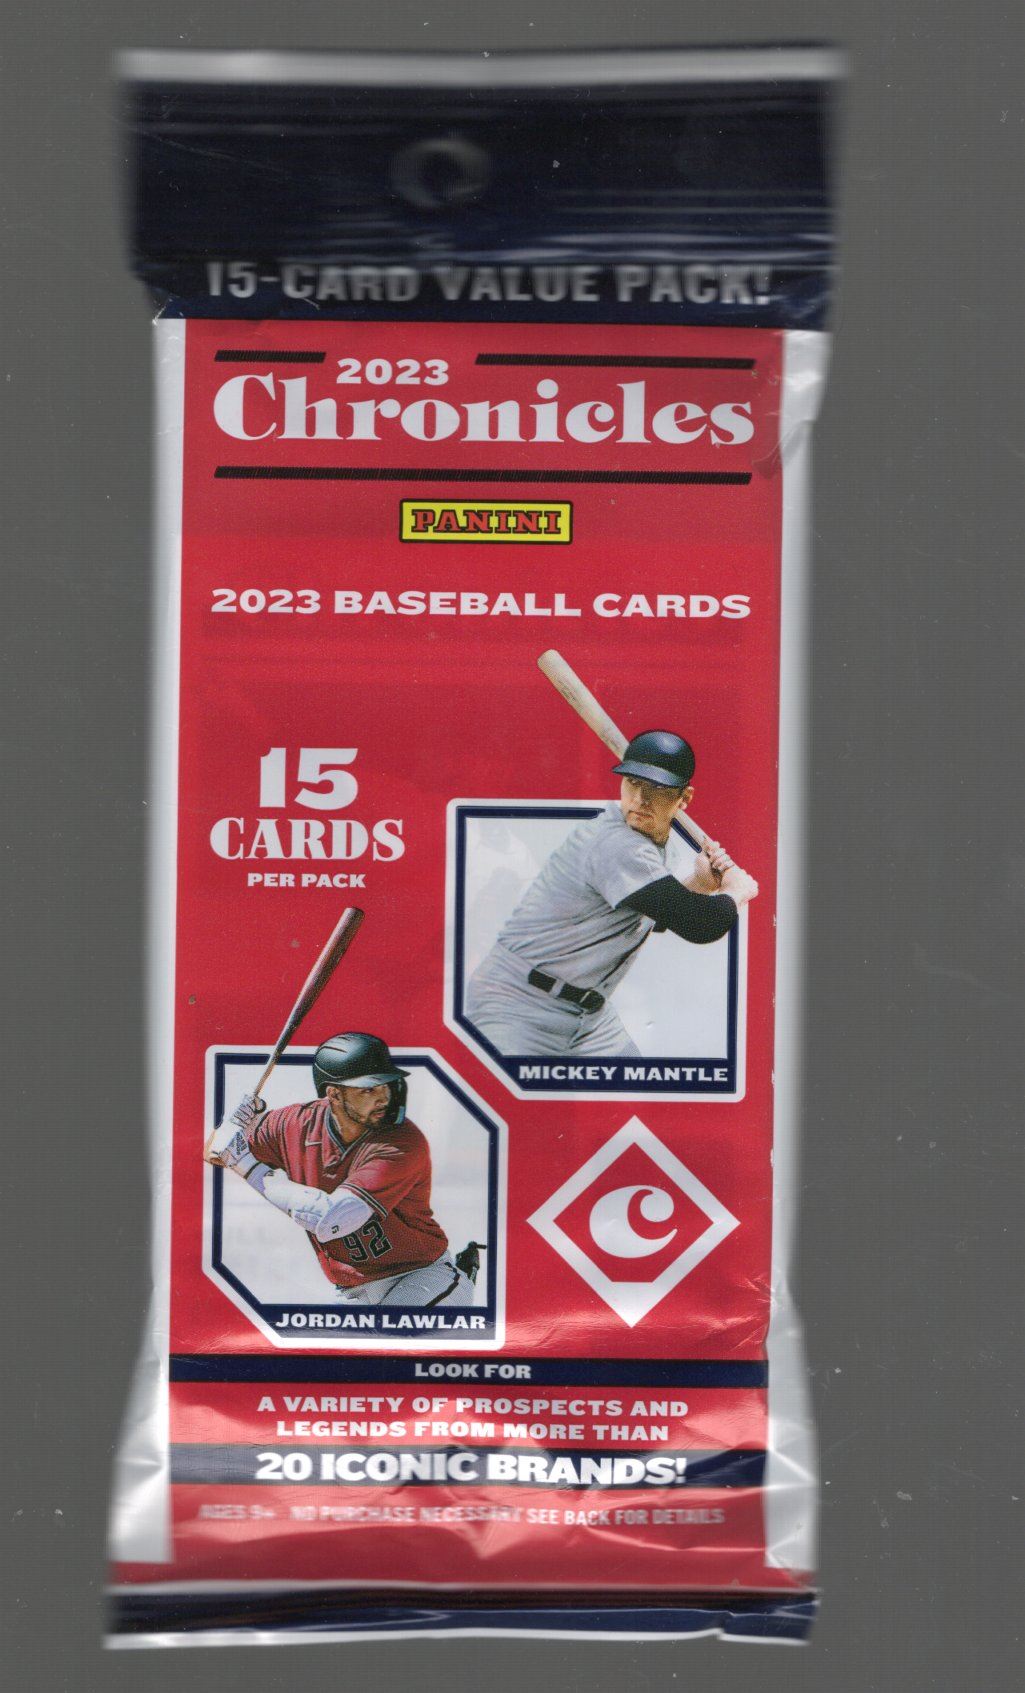 15-CARD VALUE PACK!
2023
Chronicles
PANINI
2023 BASEBALL CARDS
15
CARDS
PER PACK
MICKEY MANTLE
92
C
JORDAN LAWLAR
LOOK FOR
A VARIETY OF PROSPECTS AND
LEGENDS FROM MORE THAN
20 ICONIC BRANDS!
AGES 9+ NO PURCHASE NECESSARY SEE BACK FOR DETAILS